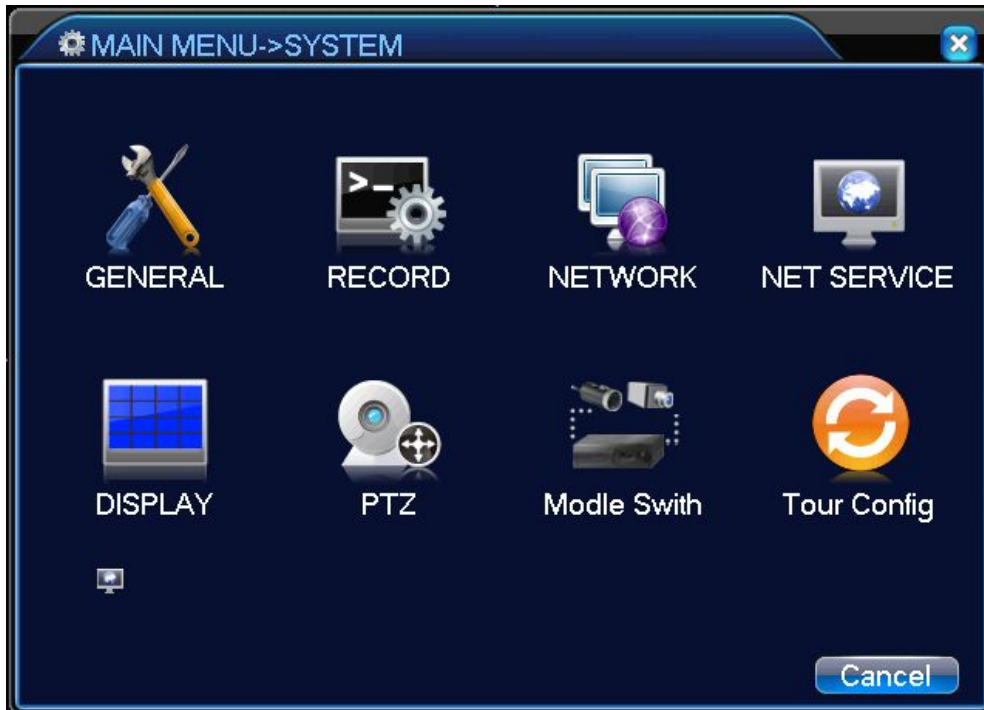 MAIN MENU->SYSTEM
GENERAL RECORD NETWORK NET SERVICE
DISPLAY PTZ Modle Swith Tour Config
Cancel